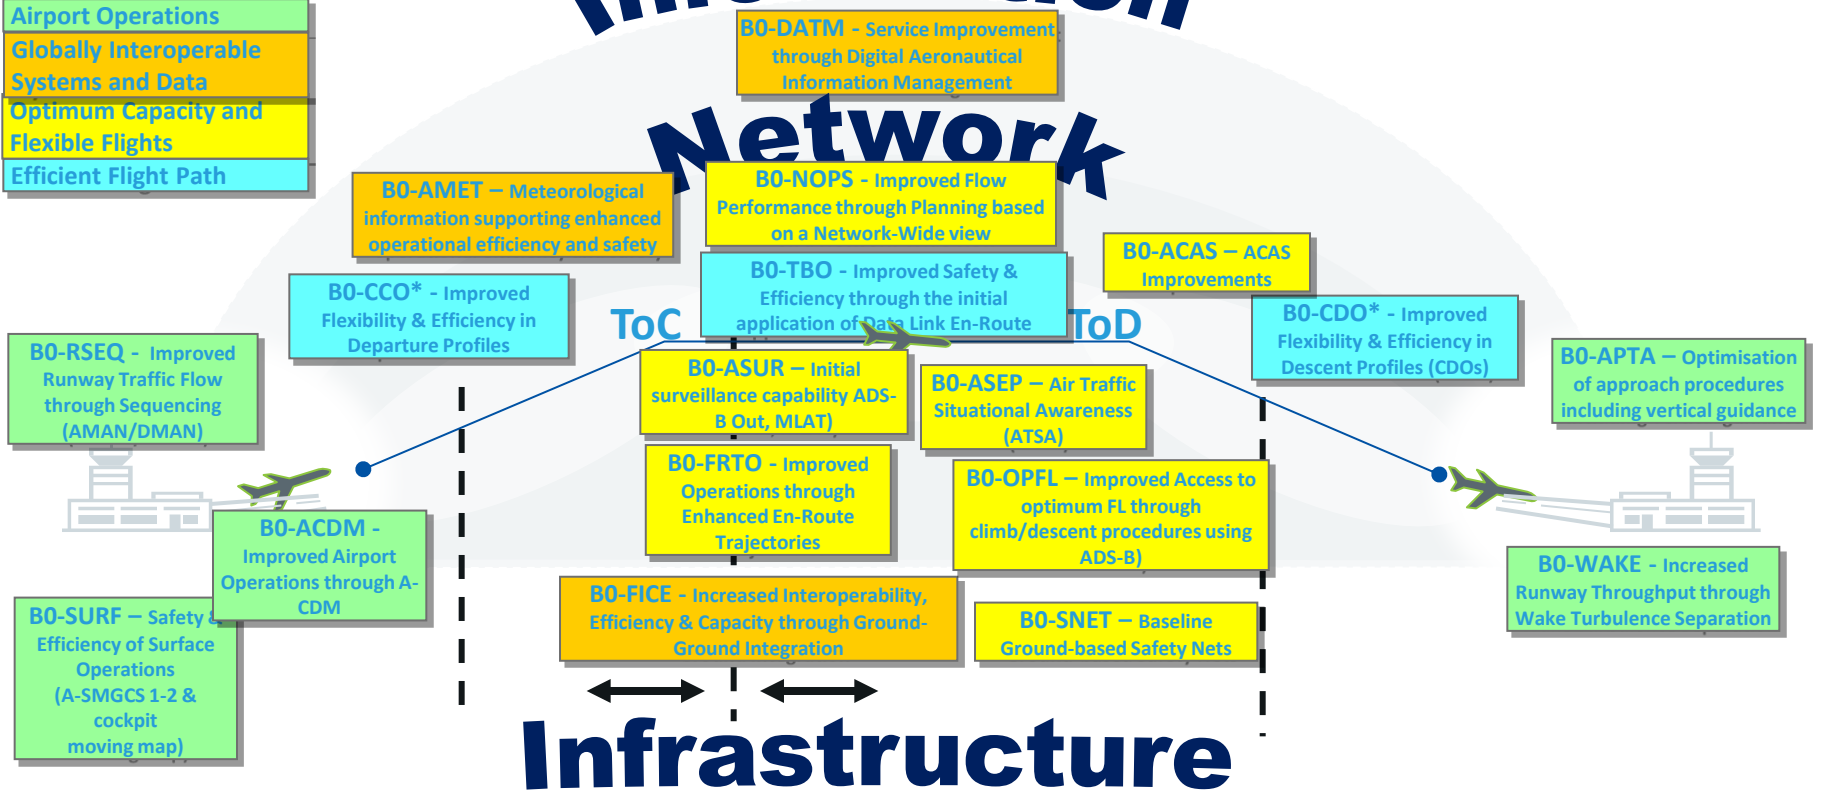 Airport Operations
Globally Interoperable
Systems and Data
Optimum Capacity and
Flexible Flights
Efficient Flight Path
B0-DATM - Service Improvement
through Digital Aeronautical
Information Management
Network
B0-AMET – Meteorological
information supporting enhanced
operational efficiency and safety
B0-NOPS - Improved Flow
Performance through Planning based
on a Network-Wide view
B0-ACAS – ACAS
Improvements
B0-CCO* - Improved
Flexibility & Efficiency in
Departure Profiles
ToC
B0-TBO - Improved Safety &
Efficiency through the initial
application of Data Link En-Route
ToD
B0-CDO* - Improved
Flexibility & Efficiency in
Descent Profiles (CDOs)
B0-RSEQ - Improved
Runway Traffic Flow
through Sequencing
(AMAN/DMAN)
B0-ASUR – Initial
surveillance capability ADS-
B Out, MLAT)
B0-ASEP – Air Traffic
Situational Awareness
(ATSA)
B0-APTA – Optimisation
of approach procedures
including vertical guidance
B0-FRTO - Improved
Operations through
Enhanced En-Route
Trajectories
B0-OPFL – Improved Access to
optimum FL through
climb/descent procedures using
ADS-B)
B0-ACDM -
Improved Airport
Operations through A-
CDM
B0-SURF – Safety &
Efficiency of Surface
Operations
(A-SMGCS 1-2 &
cockpit
moving map)
B0-FICE - Increased Interoperability,
Efficiency & Capacity through Ground-
Ground Integration
B0-SNET – Baseline
Ground-based Safety Nets
B0-WAKE - Increased
Runway Throughput through
Wake Turbulence Separation
Infrastructure